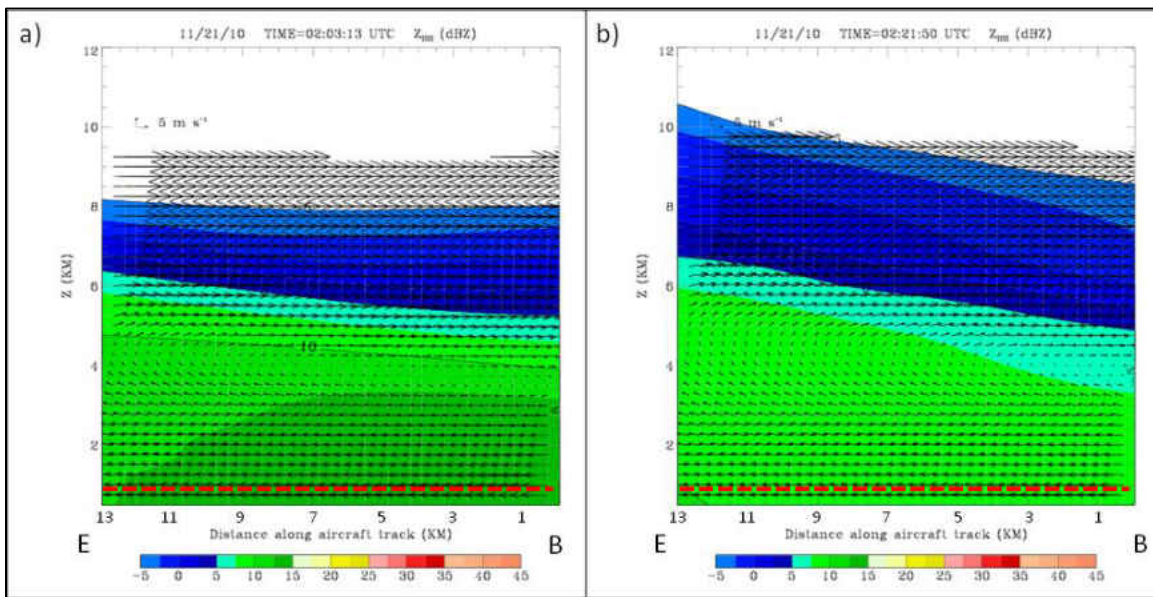 a)
11/21/10 TIME=02:03:13 UTC Z_HH (dBZ)
12
10
8
6
4
2
Z (KM)
5 m s⁻¹
10
13 11 9 7 5 3 1
Distance along aircraft track (KM)
E B
-5 0 5 10 15 20 25 30 35 40 45
b)
11/21/10 TIME=02:21:50 UTC Z_HH (dBZ)
12
10
8
6
4
2
Z (KM)
5 m s⁻¹
13 11 9 7 5 3 1
Distance along aircraft track (KM)
E B
-5 0 5 10 15 20 25 30 35 40 45